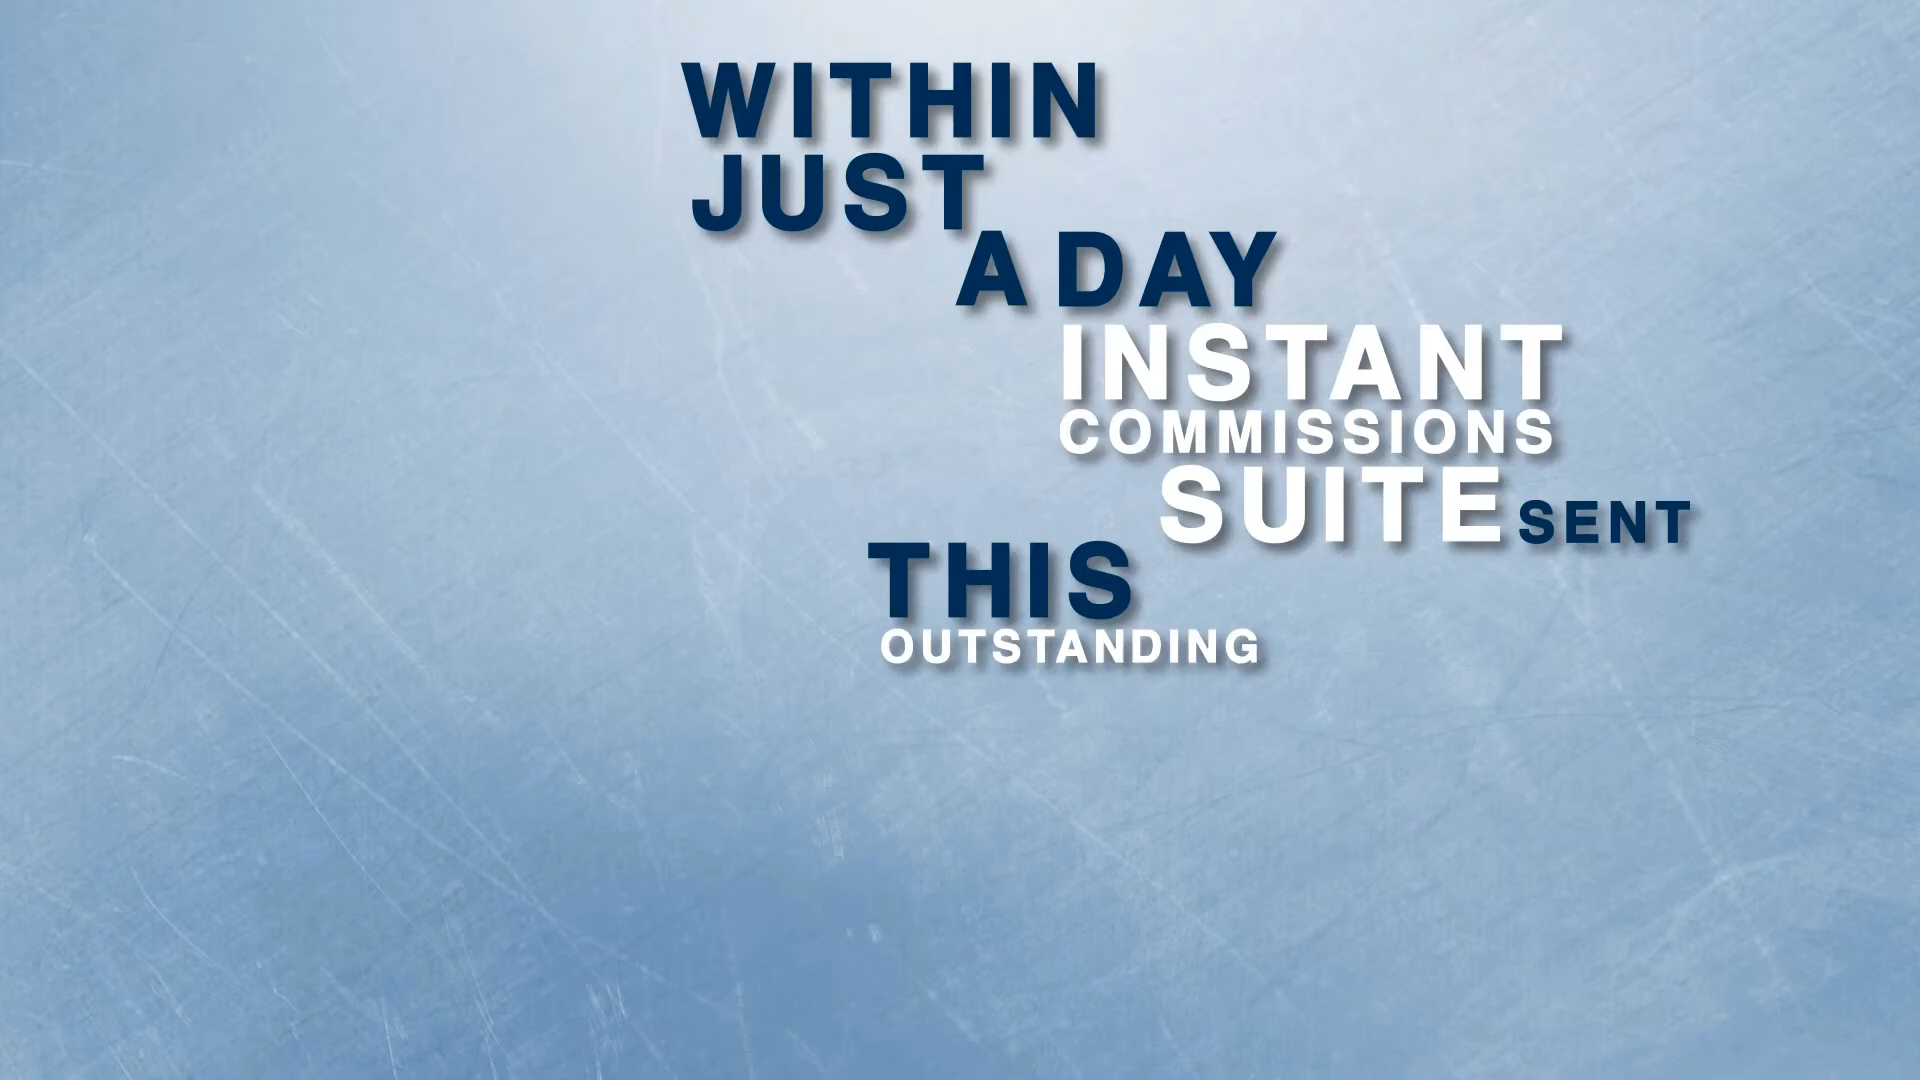 WITHIN
JUST
A DAY
INSTANT
COMMISSIONS
SUITE SENT
THIS
OUTSTANDING